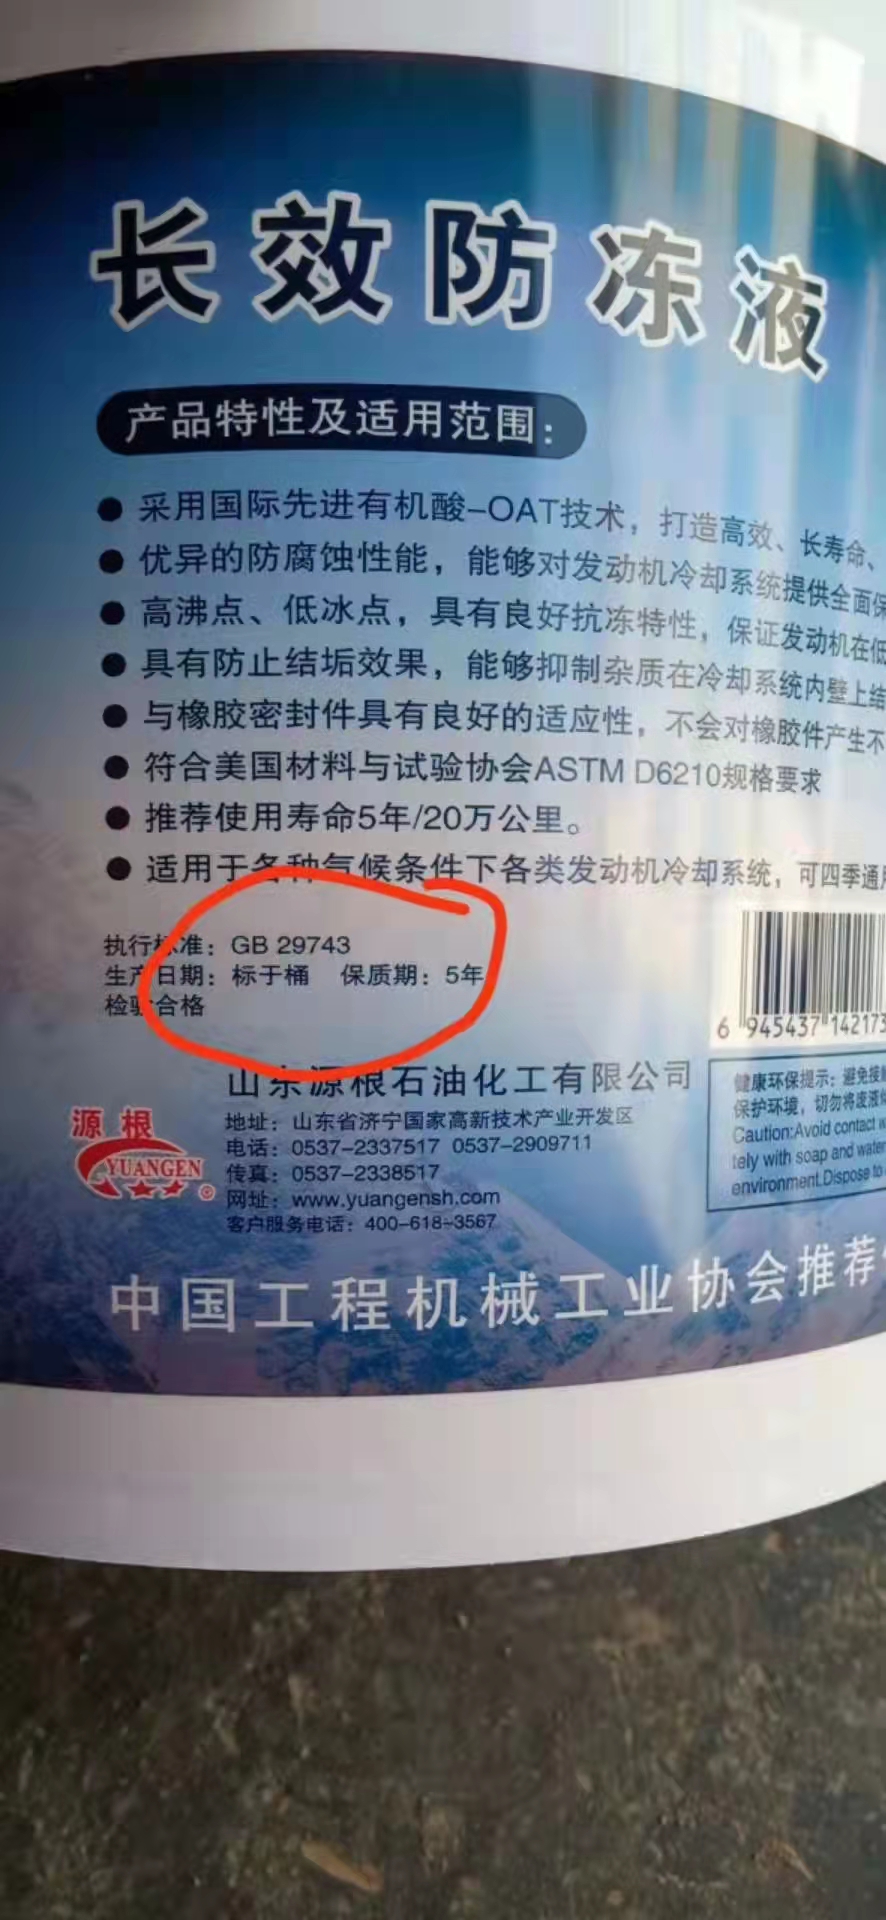 长效防冻液
产品特性及适用范围：
● 采用国际先进有机酸-OAT技术，打造高效、长寿命、
● 优异的防腐蚀性能，能够对发动机冷却系统提供全面保
● 高沸点、低冰点，具有良好抗冻特性，保证发动机在低
● 具有防止结垢效果，能够抑制杂质在冷却系统内壁上结
● 与橡胶密封件具有良好的适应性，不会对橡胶件产生不
● 符合美国材料与试验协会ASTM D6210规格要求
● 推荐使用寿命5年/20万公里。
● 适用于各种气候条件下各类发动机冷却系统，可四季通用
执行标准：GB 29743
生产日期：标于桶 保质期：5年
检验合格
6 945437 142173
山东源根石油化工有限公司
地址：山东省济宁国家高新技术产业开发区
电话：0537-2337517 0537-2909711
传真：0537-2338517
网址：www.yuangensh.com
客户服务电话：400-618-3567
源根
YUANGEN
健康环保提示：避免接触
保护环境，切勿将废液
Caution:Avoid contact
tely with soap and water
environment.Dispose to
中国工程机械工业协会推荐